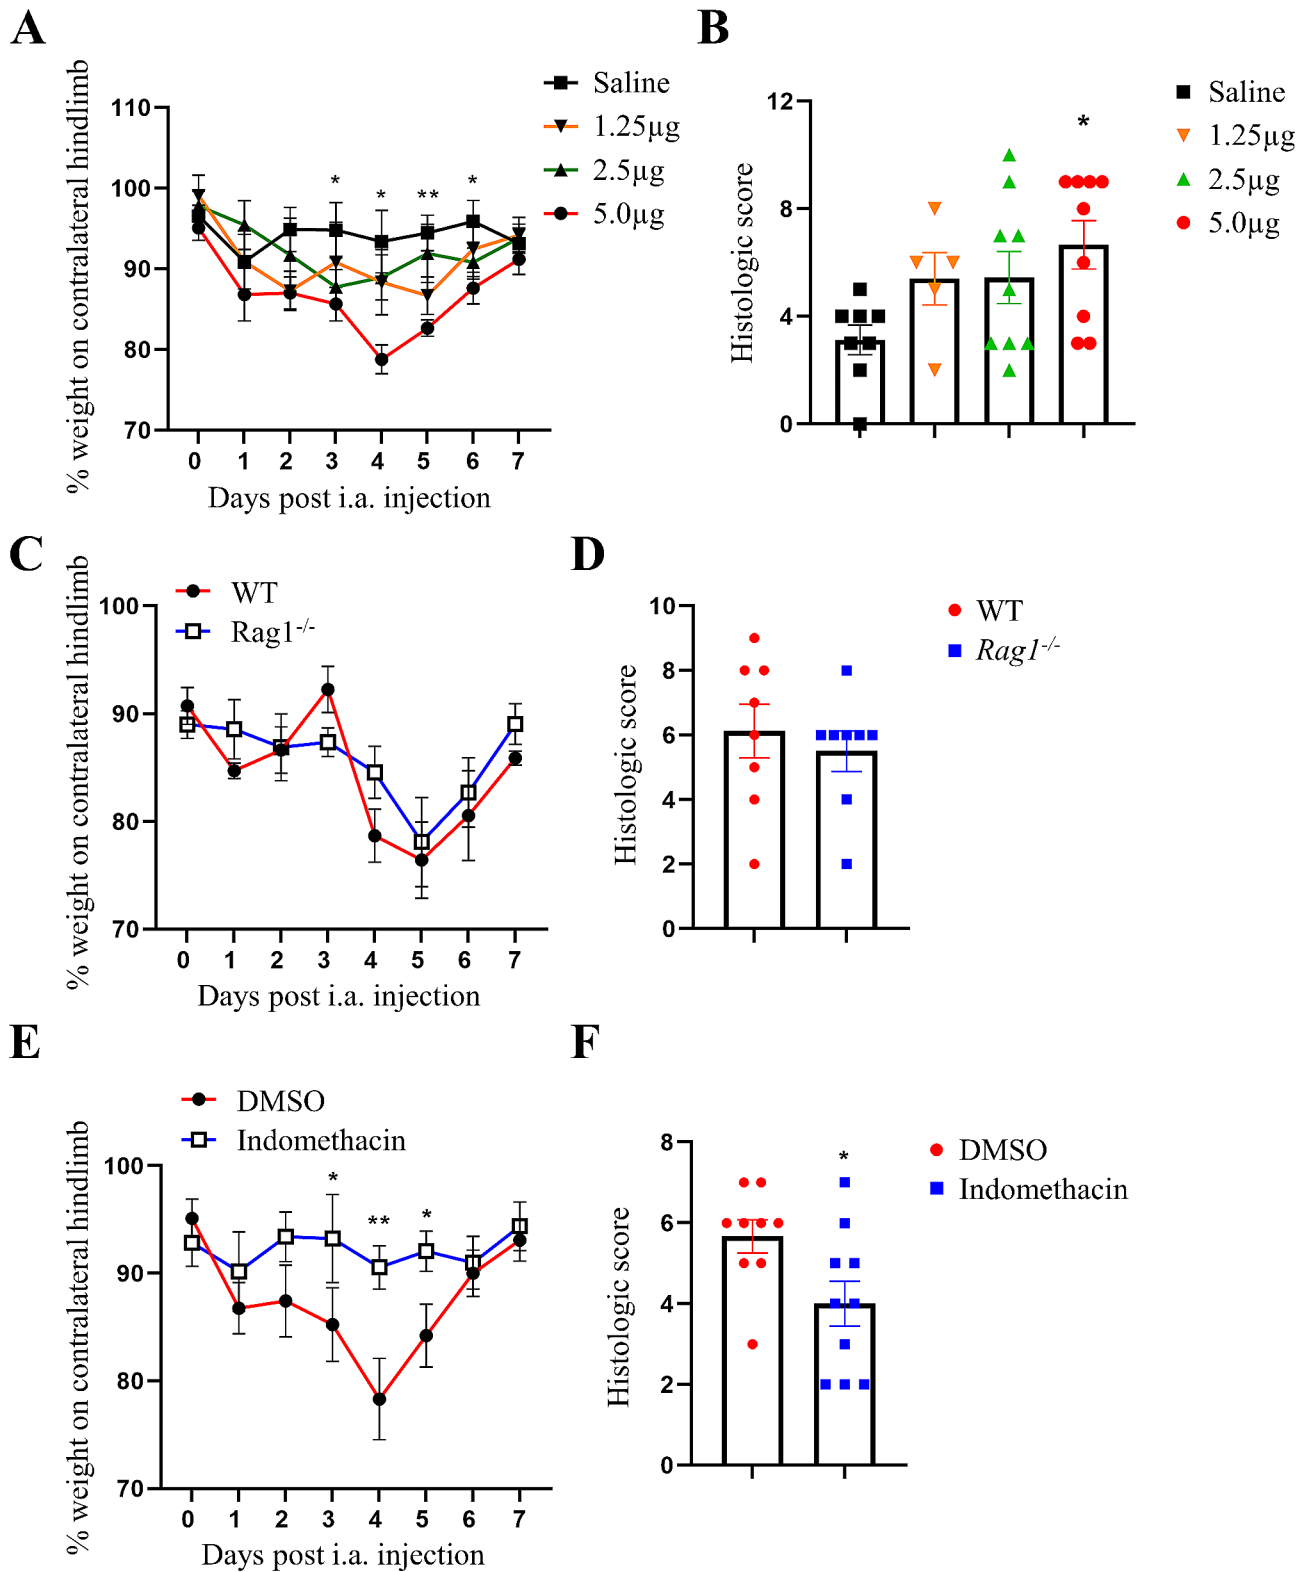 A
% weight on contralateral hindlimb
110
100
90
80
70
0 1 2 3 4 5 6 7
Days post i.a. injection
* * ** *
Saline
1.25µg
2.5µg
5.0µg
B
Histologic score
12
8
4
0
*
Saline
1.25µg
2.5µg
5.0µg
C
% weight on contralateral hindlimb
100
90
80
70
0 1 2 3 4 5 6 7
Days post i.a. injection
WT
Rag1-/-
D
Histologic score
10
8
6
4
2
0
WT
Rag1-/-
E
% weight on contralateral hindlimb
100
90
80
70
0 1 2 3 4 5 6 7
Days post i.a. injection
DMSO
Indomethacin
* ** *
F
Histologic score
8
6
4
2
0
*
DMSO
Indomethacin